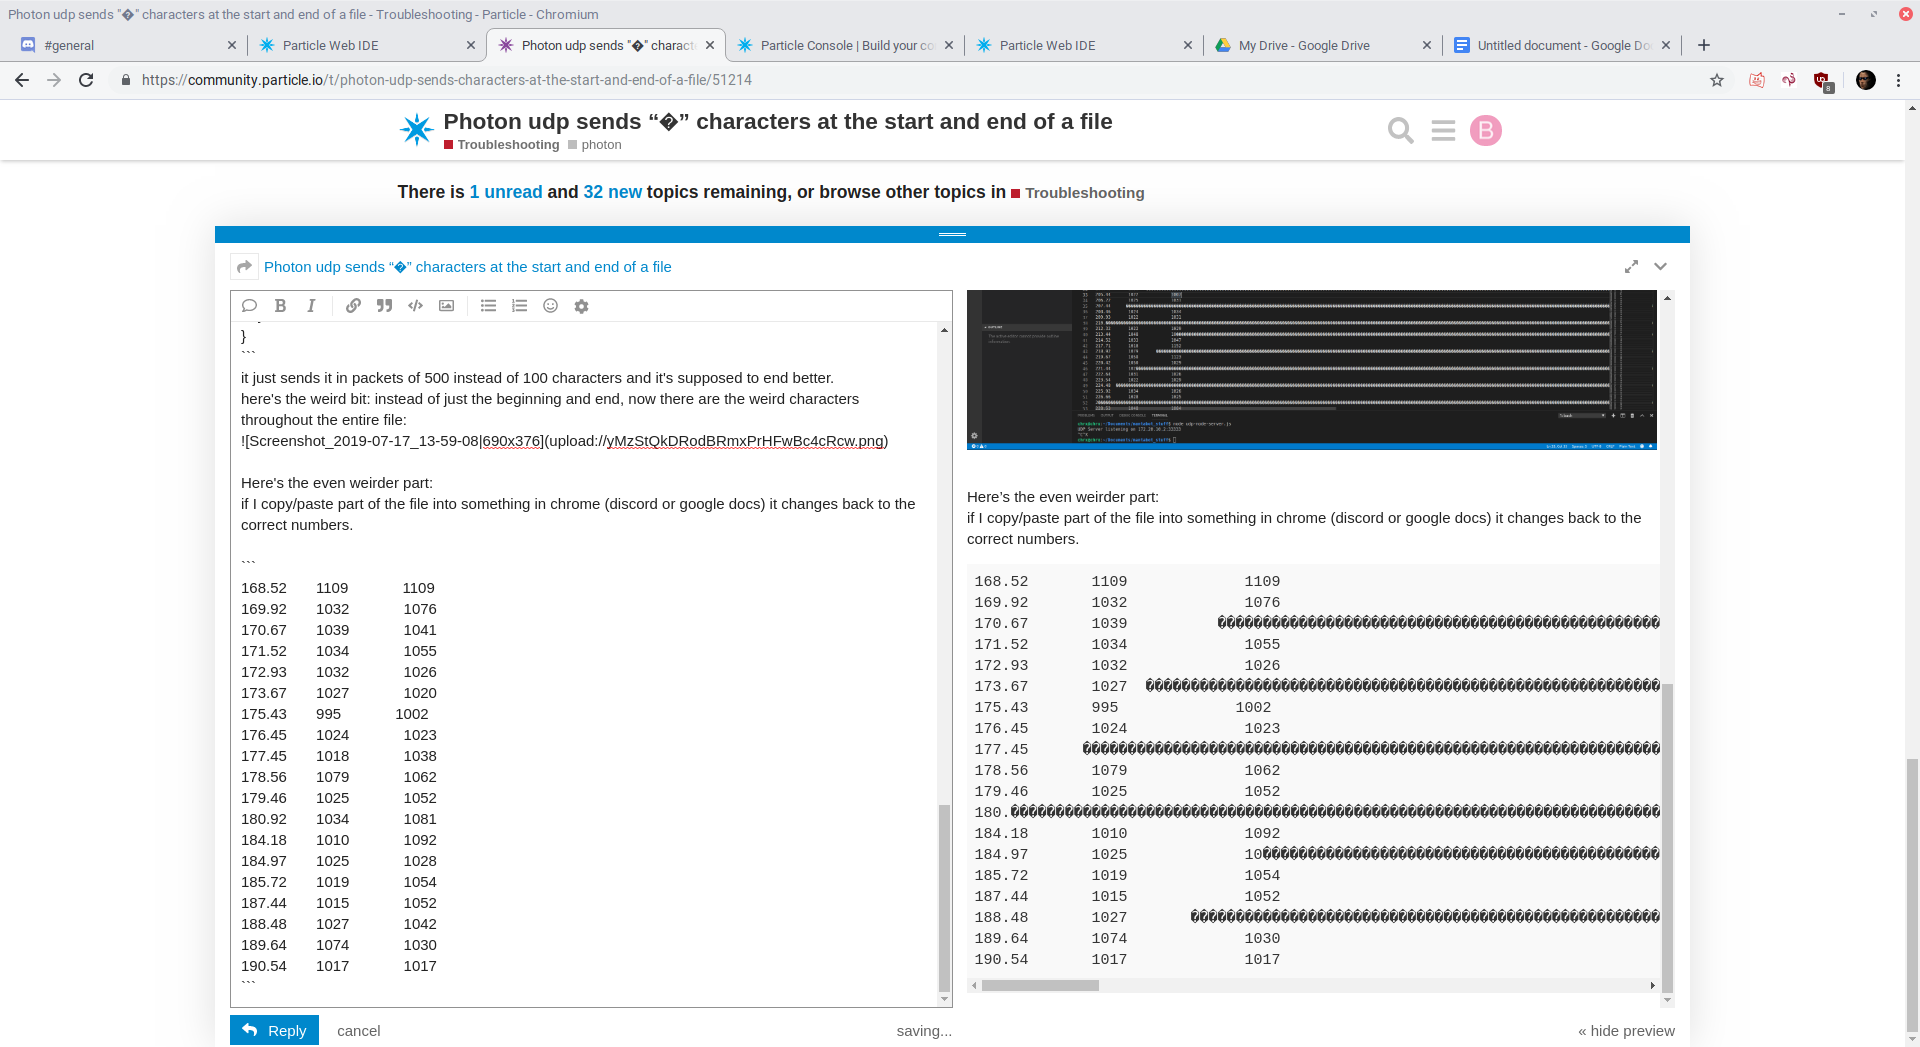 Photon udp sends "�" characters at the start and end of a file - Troubleshooting - Particle - Chromium
#general
Particle Web IDE
Photon udp sends "�" charact
Particle Console | Build your co
Particle Web IDE
My Drive - Google Drive
Untitled document - Google Do
https://community.particle.io/t/photon-udp-sends-characters-at-the-start-and-end-of-a-file/51214
8
Photon udp sends “�” characters at the start and end of a file
Troubleshooting photon
B
There is 1 unread and 32 new topics remaining, or browse other topics in Troubleshooting
Photon udp sends “�” characters at the start and end of a file
}
```
it just sends it in packets of 500 instead of 100 characters and it's supposed to end better.
here's the weird bit: instead of just the beginning and end, now there are the weird characters
throughout the entire file:
![Screenshot_2019-07-17_13-59-08|690x376](upload://yMzStQkDRodBRmxPrHFwBc4cRcw.png)
Here's the even weirder part:
if I copy/paste part of the file into something in chrome (discord or google docs) it changes back to the
correct numbers.
```
168.52 1109 1109
169.92 1032 1076
170.67 1039 1041
171.52 1034 1055
172.93 1032 1026
173.67 1027 1020
175.43 995 1002
176.45 1024 1023
177.45 1018 1038
178.56 1079 1062
179.46 1025 1052
180.92 1034 1081
184.18 1010 1092
184.97 1025 1028
185.72 1019 1054
187.44 1015 1052
188.48 1027 1042
189.64 1074 1030
190.54 1017 1017
```
Here’s the even weirder part:
if I copy/paste part of the file into something in chrome (discord or google docs) it changes back to the
correct numbers.
168.52 1109 1109
169.92 1032 1076
170.67 1039 �������������������������������������������������
171.52 1034 1055
172.93 1032 1026
173.67 1027 ���������������������������������������������������������
175.43 995 1002
176.45 1024 1023
177.45 ����������������������������������������������������������������
178.56 1079 1062
179.46 1025 1052
180.������������������������������������������������������������������������
184.18 1010 1092
184.97 1025 10��������������������������������������������
185.72 1019 1054
187.44 1015 1052
188.48 1027 ����������������������������������������������������
189.64 1074 1030
190.54 1017 1017
Reply cancel saving... « hide preview